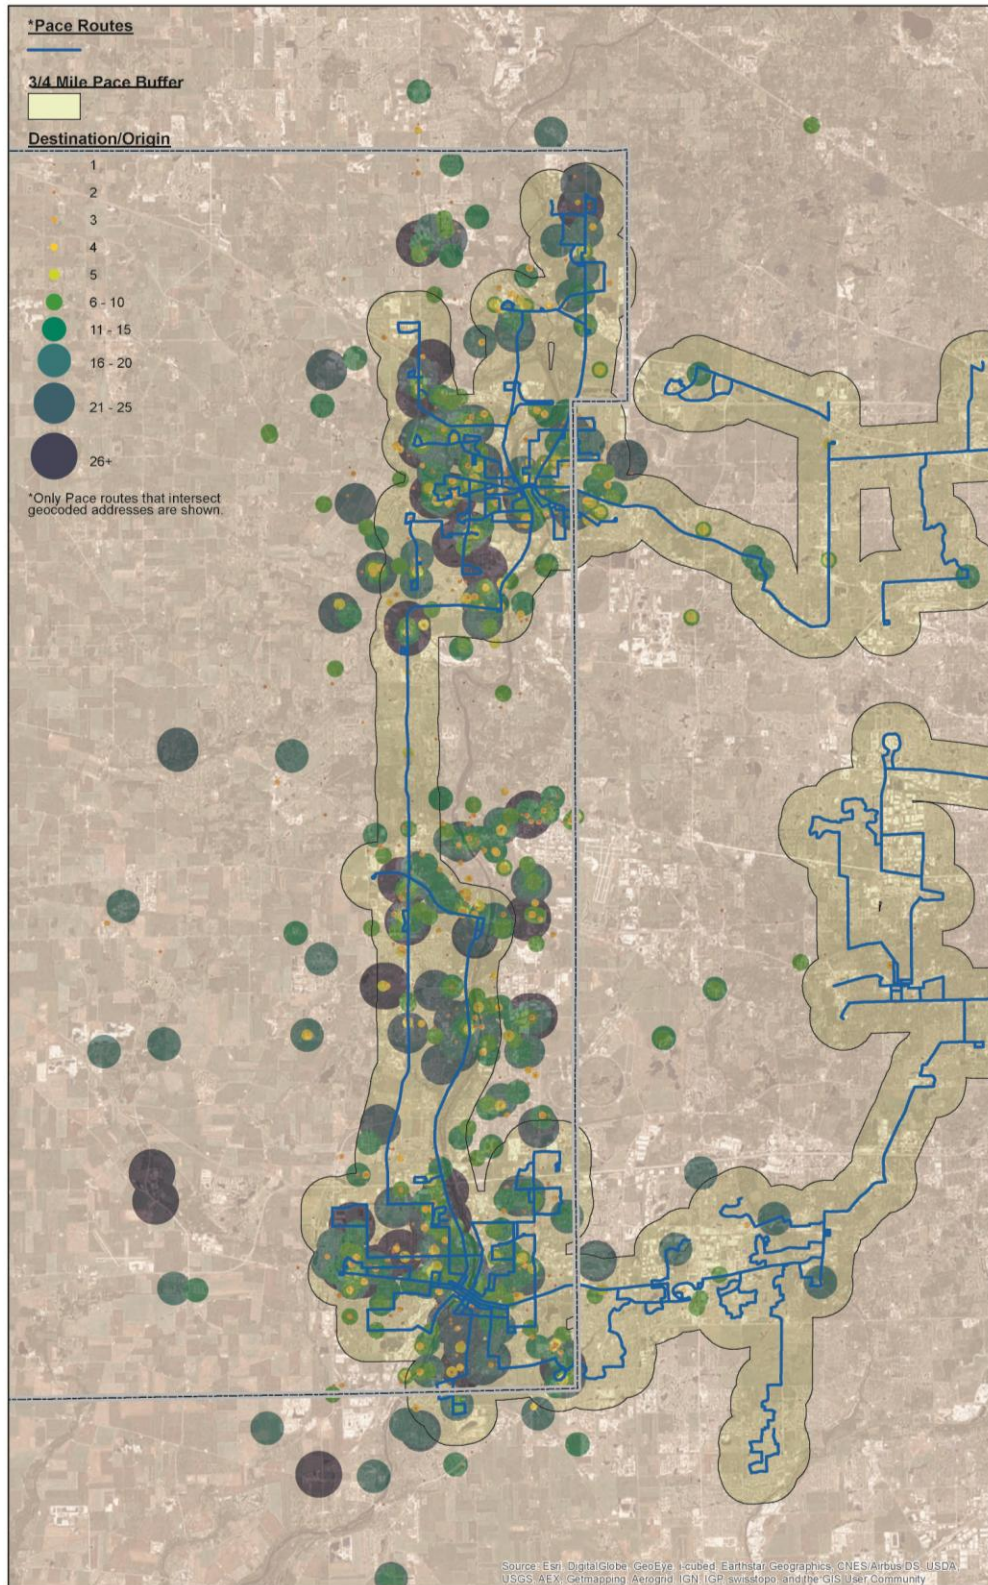 *Pace Routes
3/4 Mile Pace Buffer
Destination/Origin
1
2
3
4
5
6 - 10
11 - 15
16 - 20
21 - 25
26+
*Only Pace routes that intersect
geocoded addresses are shown.
Source: Esri, DigitalGlobe, GeoEye, i-cubed, Earthstar Geographics, CNES/Airbus DS, USDA,
USGS, AEX, Getmapping, Aerogrid, IGN, IGP, swisstopo, and the GIS User Community